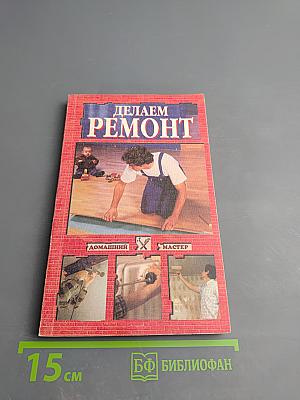 ДЕЛАЕМ
РЕМОНТ
ДОМАШНИЙ МАСТЕР
15 см
БФ БИБЛИОФАН